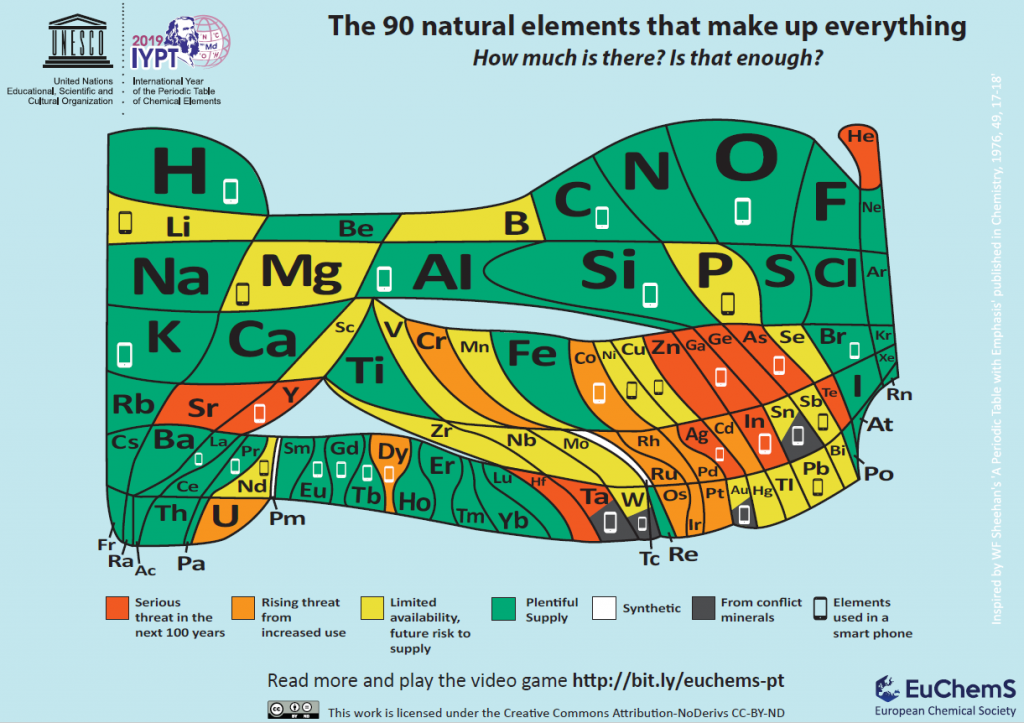 The 90 natural elements that make up everything
How much is there? Is that enough?
UNESCO
2019
IYPT
N C
Md
O W
United Nations
Educational, Scientific and
Cultural Organization
International Year
of the Periodic Table
of Chemical Elements
H
He
Li
Be
B
C
N
O
F
Ne
Na
Mg
Al
Si
P
S
Cl
Ar
K
Ca
Sc
Ti
V
Cr
Mn
Fe
Co
Ni
Cu
Zn
Ga
Ge
As
Se
Br
Kr
Rb
Sr
Y
Zr
Nb
Mo
Tc
Ru
Rh
Pd
Ag
Cd
In
Sn
Sb
Te
I
Xe
Cs
Ba
La
Ce
Pr
Nd
Pm
Sm
Eu
Gd
Tb
Dy
Ho
Er
Tm
Yb
Lu
Hf
Ta
W
Re
Os
Ir
Pt
Au
Hg
Tl
Pb
Bi
Po
At
Rn
Fr
Ra
Ac
Th
Pa
U
Serious
threat in the
next 100 years
Rising threat
from
increased use
Limited
availability,
future risk to
supply
Plentiful
Supply
Synthetic
From conflict
minerals
Elements
used in a
smart phone
Read more and play the video game http://bit.ly/euchems-pt
cc BY ND
This work is licensed under the Creative Commons Attribution-NoDerivs CC-BY-ND
EuChemS
European Chemical Society
Inspired by WF Sheehan's 'A Periodic Table with Emphasis' published in Chemistry, 1976, 49, 17-18'